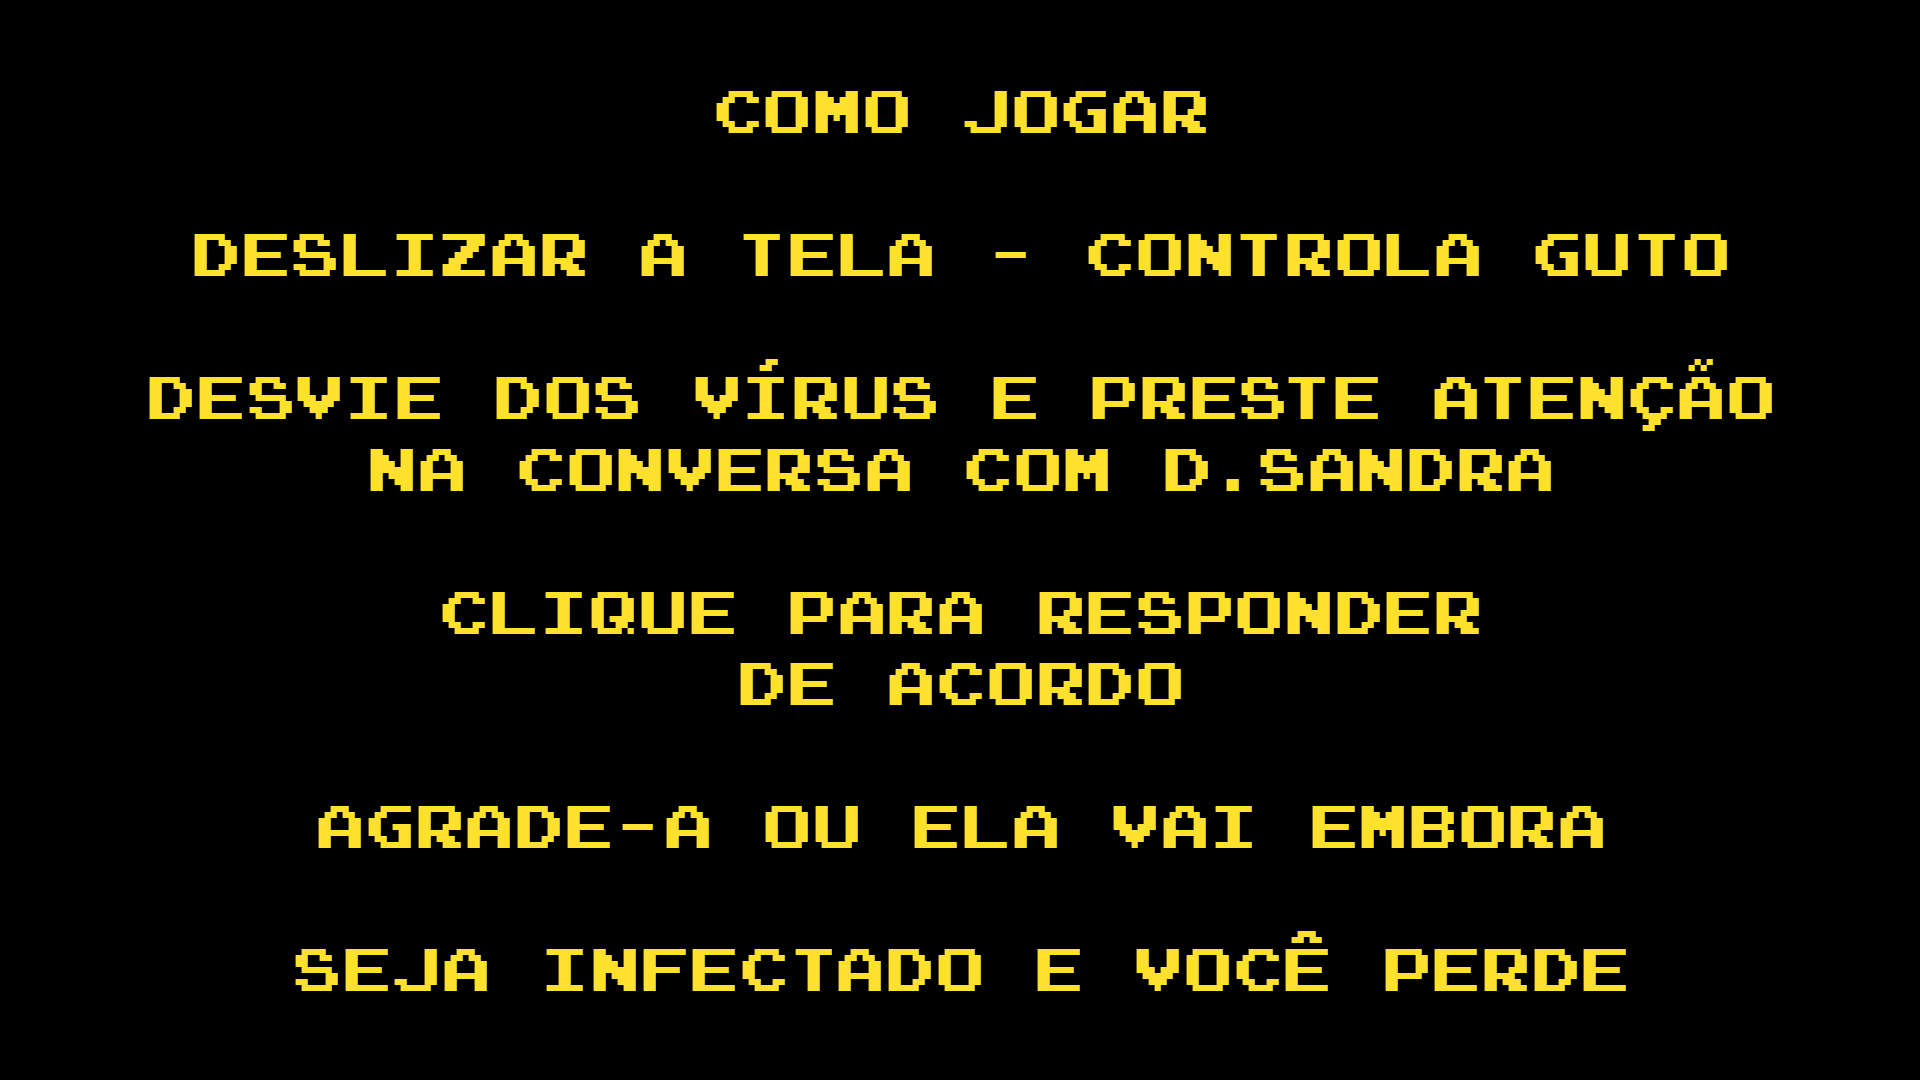 COMO JOGAR
DESLIZAR A TELA - CONTROLA GUTO
DESVIE DOS VÍRUS E PRESTE ATENÇÃO
NA CONVERSA COM D.SANDRA
CLIQUE PARA RESPONDER
DE ACORDO
AGRADE-A OU ELA VAI EMBORA
SEJA INFECTADO E VOCÊ PERDE